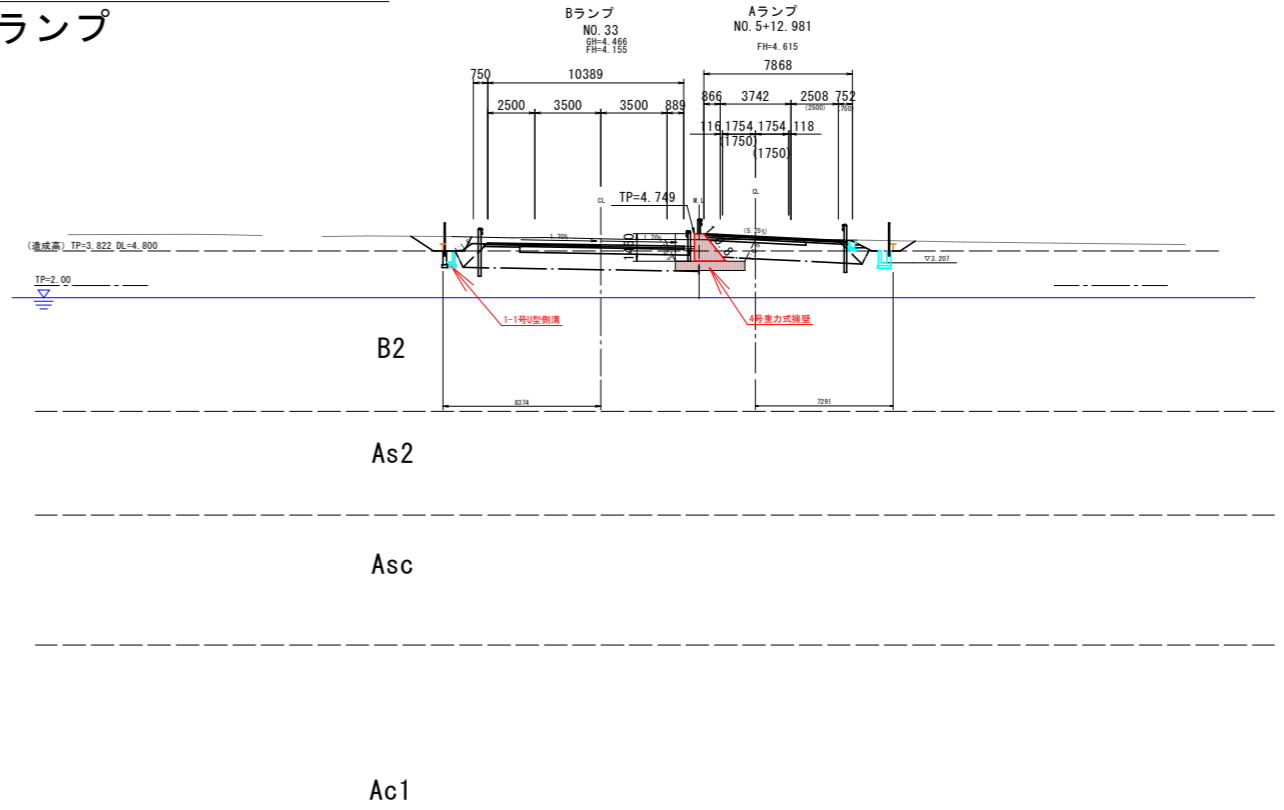 ランプ
Bランプ
NO.33
GH=4.466
FH=4.155
Aランプ
NO.5+12.981
FH=4.615
750
10389
7868
2500
3500
3500
889
866
3742
2508
752
(2500)
750
116
1754
1754
118
(1750)
(1750)
CL
TP=4.749
M.L
CL
1.70%
1.70%
(5.25%)
(造成高) TP=3.822 DL=4.800
▽3.207
TP=2.00
1-1号U型側溝
4号重力式擁壁
B2
8374
7291
As2
Asc
Ac1